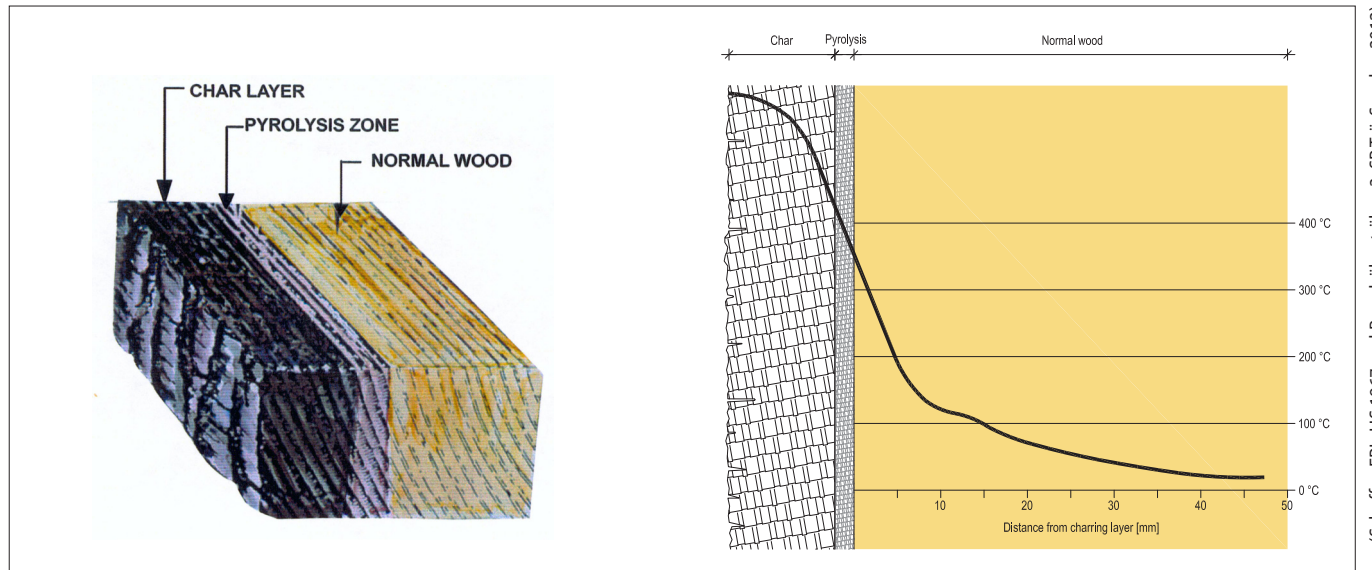 CHAR LAYER
PYROLYSIS ZONE
NORMAL WOOD
Char
Pyrolysis
Normal wood
400 °C
300 °C
200 °C
100 °C
0 °C
10
20
30
40
50
Distance from charring layer [mm]